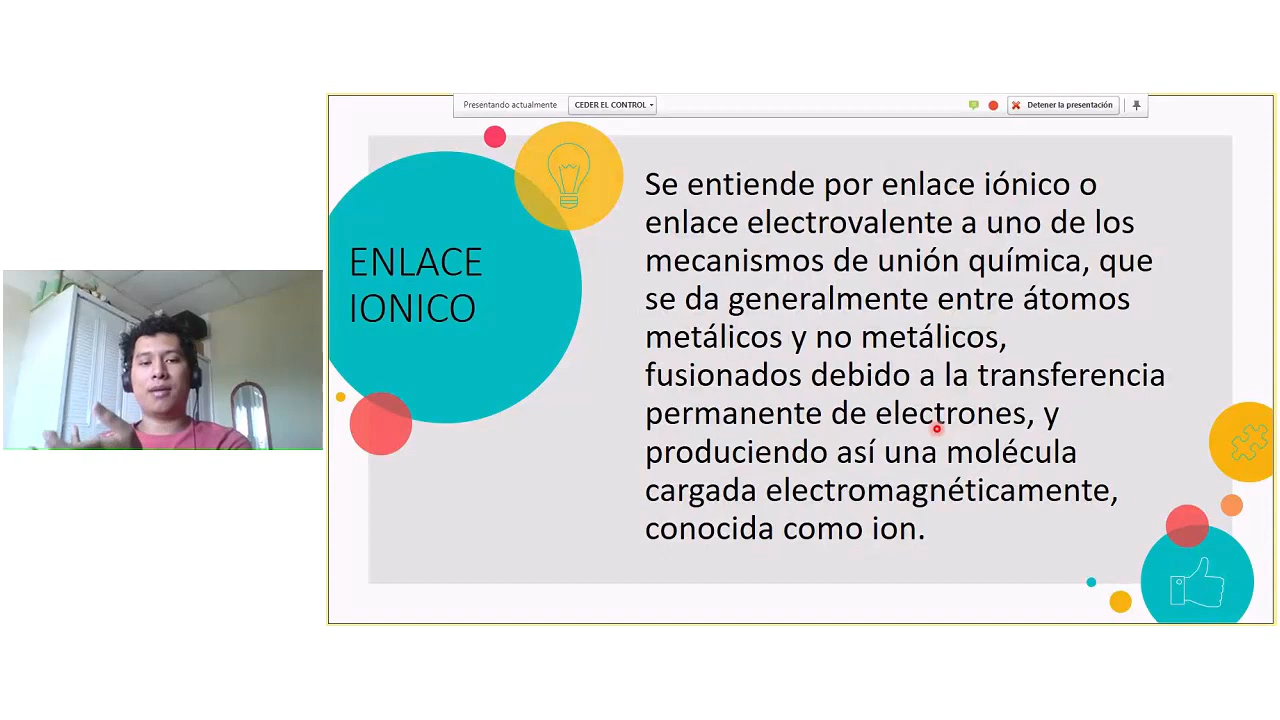 Presentando actualmente
CEDER EL CONTROL
Detener la presentación
ENLACE
IONICO
Se entiende por enlace iónico o
enlace electrovalente a uno de los
mecanismos de unión química, que
se da generalmente entre átomos
metálicos y no metálicos,
fusionados debido a la transferencia
permanente de electrones, y
produciendo así una molécula
cargada electromagnéticamente,
conocida como ion.